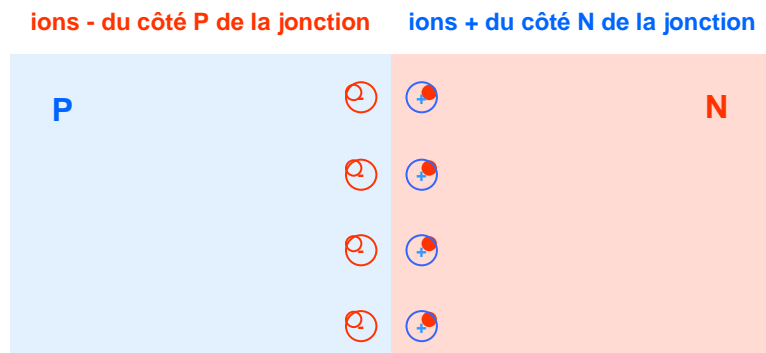 ions - du côté P de la jonction ions + du côté N de la jonction
P N
- +
- +
- +
- +